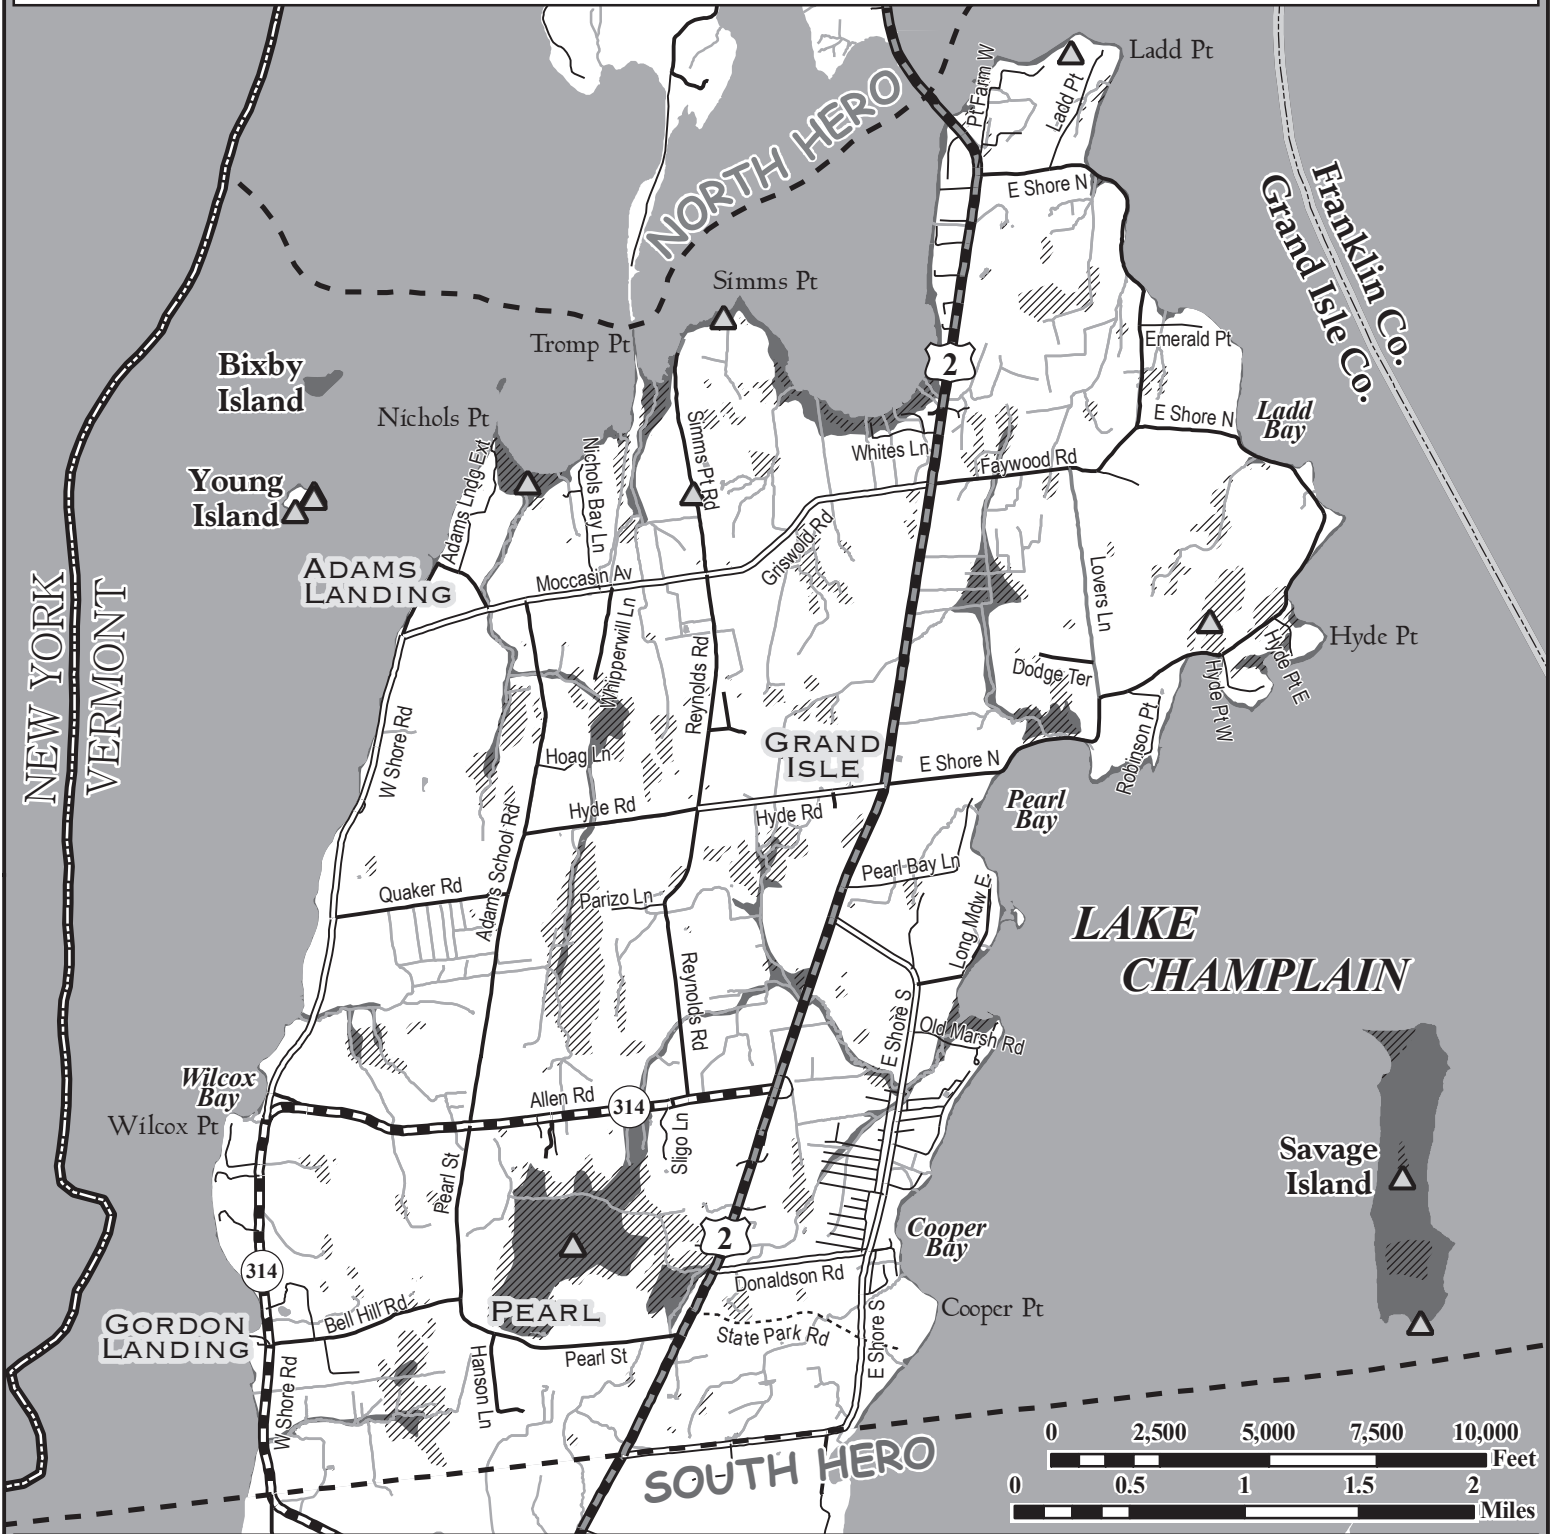 Ladd Pt
Pt Farm W
Ladd Pt
NORTH HERO
E Shore N
Franklin Co.
Grand Isle Co.
Simms Pt
Tromp Pt
Emerald Pt
2
Bixby
Island
Nichols Pt
E Shore N
Ladd
Bay
Simms Pt Rd
Whites Ln
Faywood Rd
Adams Lndg Ext
Nichols Bay Ln
Young
Island
Griswold Rd
Adams
Landing
Moccasin Av
Lovers Ln
NEW YORK
VERMONT
Whipperwill Ln
Reynolds Rd
Hyde Pt
Hyde Pt E
Hyde Pt W
Dodge Ter
Robinson Pt
W Shore Rd
Hoag Ln
Grand
Isle
E Shore N
Hyde Rd
Hyde Rd
Pearl
Bay
Adams School Rd
Pearl Bay Ln
Quaker Rd
Parizo Ln
Long Mdw E
LAKE
CHAMPLAIN
Reynolds Rd
E Shore S
Old Marsh Rd
Wilcox
Bay
Wilcox Pt
Allen Rd
314
Sligo Ln
Pearl St
Savage
Island
2
Cooper
Bay
314
Donaldson Rd
Bell Hill Rd
Pearl
Cooper Pt
Gordon
Landing
State Park Rd
E Shore S
Pearl St
Hanson Ln
W Shore Rd
SOUTH HERO
0 2,500 5,000 7,500 10,000
Feet
0 0.5 1 1.5 2
Miles